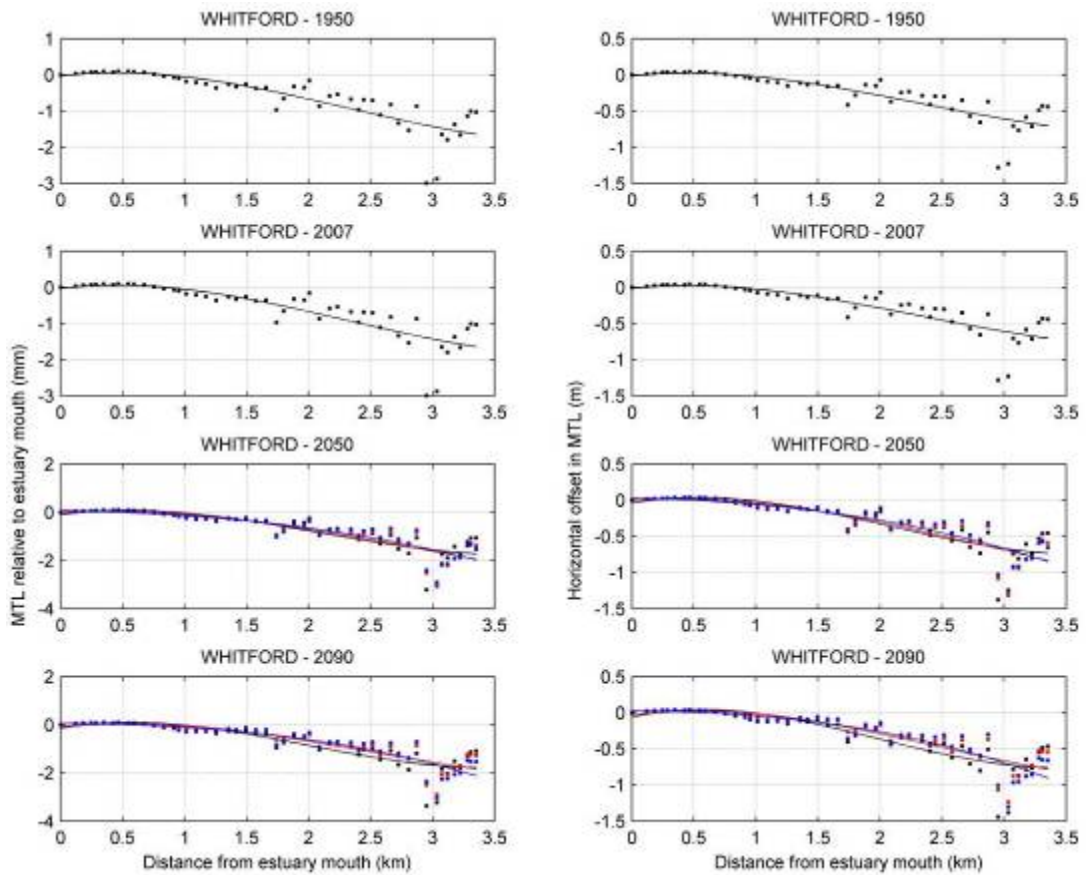 WHITFORD - 1950
WHITFORD - 1950
1
0
-1
-2
-3
0 0.5 1 1.5 2 2.5 3 3.5
0.5
0
-0.5
-1
-1.5
0 0.5 1 1.5 2 2.5 3 3.5
WHITFORD - 2007
WHITFORD - 2007
1
0
-1
-2
-3
0 0.5 1 1.5 2 2.5 3 3.5
0.5
0
-0.5
-1
-1.5
0 0.5 1 1.5 2 2.5 3 3.5
MTL relative to estuary mouth (mm)
Horizontal offset in MTL (m)
WHITFORD - 2050
WHITFORD - 2050
2
0
-2
-4
0 0.5 1 1.5 2 2.5 3 3.5
0.5
0
-0.5
-1
-1.5
0 0.5 1 1.5 2 2.5 3 3.5
WHITFORD - 2090
WHITFORD - 2090
2
0
-2
-4
0 0.5 1 1.5 2 2.5 3 3.5
0.5
0
-0.5
-1
-1.5
0 0.5 1 1.5 2 2.5 3 3.5
Distance from estuary mouth (km)
Distance from estuary mouth (km)